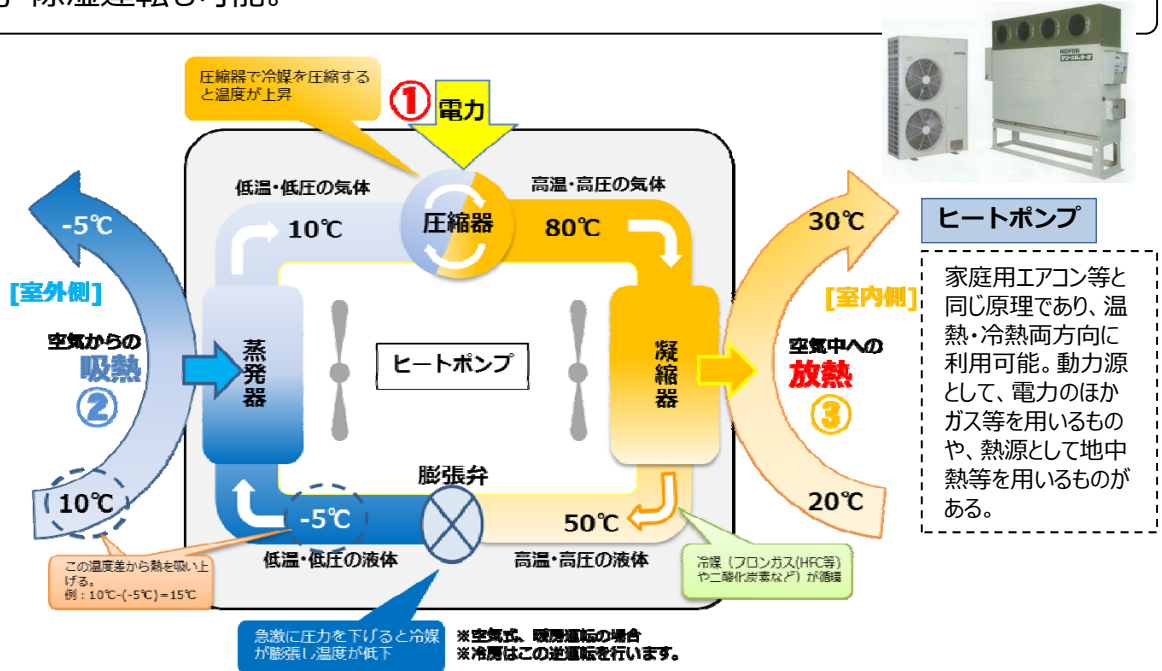 除湿運転も可能。
圧縮器で冷媒を圧縮する
と温度が上昇
①
電力
NEPON
低温・低圧の気体
高温・高圧の気体
10℃
圧縮器
80℃
-5℃
30℃
ヒートポンプ
[室外側]
[室内側]
家庭用エアコン等と
同じ原理であり、温
熱・冷熱両方向に
利用可能。動力源
として、電力のほか
ガス等を用いるもの
や、熱源として地中
熱等を用いるものが
ある。
空気からの
吸熱
②
蒸発器
ヒートポンプ
凝縮器
空気中への
放熱
③
膨張弁
10℃
-5℃
50℃
20℃
低温・低圧の液体
高温・高圧の液体
この温度差から熱を吸い上
げる。
例：10℃-(-5℃)＝15℃
冷媒（フロンガス(HFC等)
や二酸化炭素など）が循環
急激に圧力を下げると冷媒
が膨張し温度が低下
※空気式、暖房運転の場合
※冷房はこの逆運転を行います。